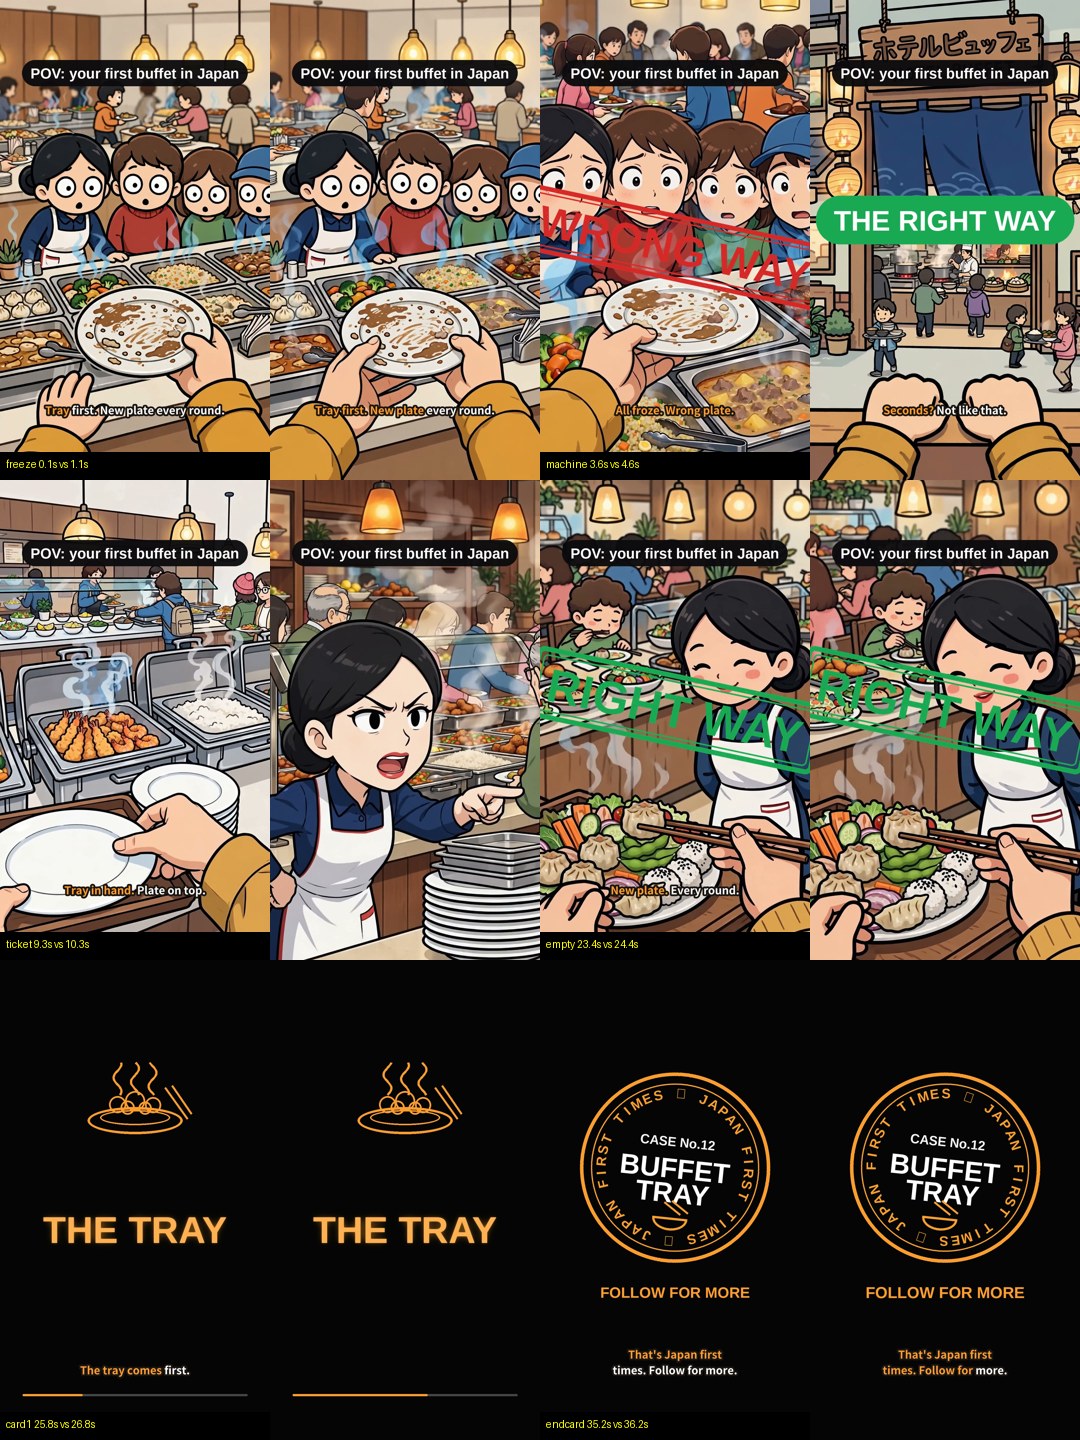 POV: your first buffet in Japan
Tray first. New plate every round.
freeze 0.1s vs 1.1s
POV: your first buffet in Japan
Tray first. New plate every round.
POV: your first buffet in Japan
WRONG WAY
All froze. Wrong plate.
machine 3.6s vs 4.6s
ホテルビュッフェ
POV: your first buffet in Japan
THE RIGHT WAY
Seconds? Not like that.
POV: your first buffet in Japan
Tray in hand. Plate on top.
ticket 9.3s vs 10.3s
POV: your first buffet in Japan
POV: your first buffet in Japan
RIGHT WAY
New plate. Every round.
empty 23.4s vs 24.4s
POV: your first buffet in Japan
RIGHT WAY
THE TRAY
The tray comes first.
card1 25.8s vs 26.8s
THE TRAY
JAPAN FIRST TIMES
JAPAN FIRST TIMES
CASE No.12
BUFFET
TRAY
FOLLOW FOR MORE
That's Japan first
times. Follow for more.
endcard 35.2s vs 36.2s
JAPAN FIRST TIMES
JAPAN FIRST TIMES
CASE No.12
BUFFET
TRAY
FOLLOW FOR MORE
That's Japan first
times. Follow for more.